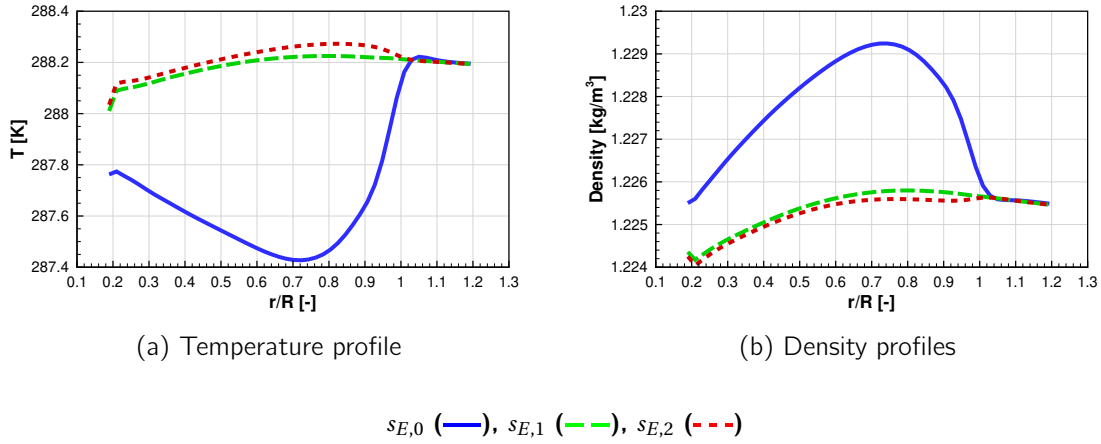 288.4
288.2
288
287.8
287.6
287.4
T [K]
0.1 0.2 0.3 0.4 0.5 0.6 0.7 0.8 0.9 1 1.1 1.2 1.3
r/R [-]
(a) Temperature profile
1.23
1.229
1.228
1.227
1.226
1.225
1.224
Density [kg/m³]
0.1 0.2 0.3 0.4 0.5 0.6 0.7 0.8 0.9 1 1.1 1.2 1.3
r/R [-]
(b) Density profiles
sE,0 (), sE,1 (), sE,2 ()